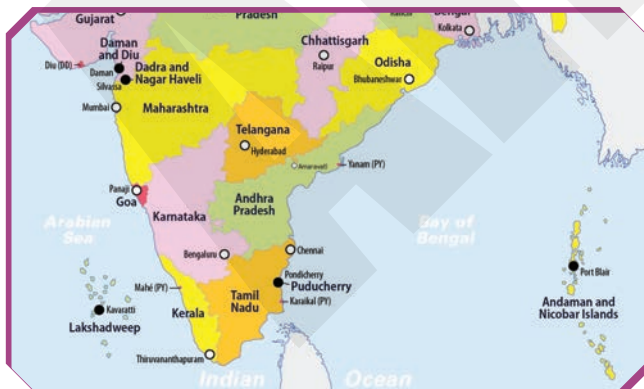 Pradesh
Gujarat
Bengal
Kolkata
Daman
and Diu
Diu (DD)
Daman
Dadra and
Nagar Haveli
Silvassa
Chhattisgarh
Raipur
Odisha
Bhubaneshwar
Mumbai
Maharashtra
Telangana
Hyderabad
Amaravati
Yanam (PY)
Panaji
Goa
Karnataka
Andhra
Pradesh
Arabian
Sea
Bay of
Bengal
Bengaluru
Chennai
Pondicherry
Puducherry
Karaikal (PY)
Mahé (PY)
Tamil
Nadu
Kerala
Kavaratti
Lakshadweep
Port Blair
Andaman and
Nicobar Islands
Thiruvananthapuram
Indian Ocean